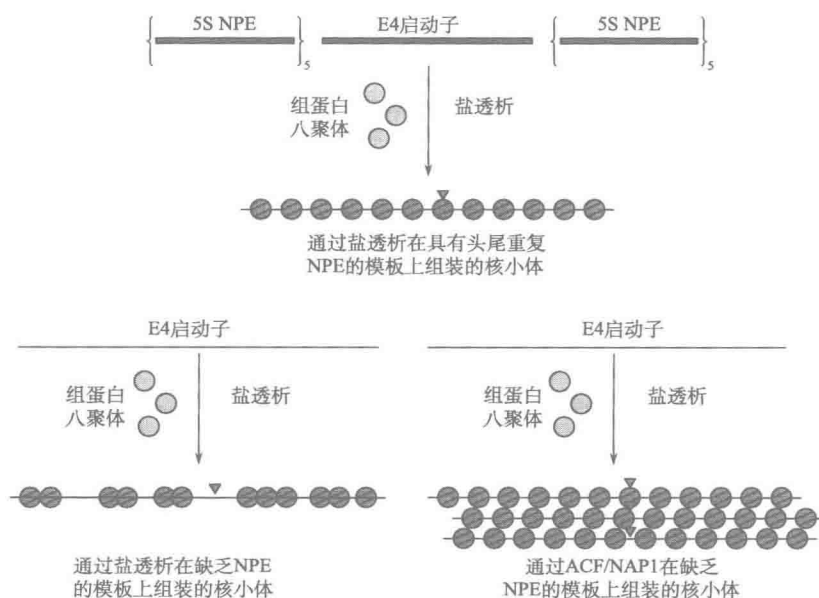 5S NPE
E4启动子
5S NPE
5
5
组蛋白
八聚体
盐透析
通过盐透析在具有头尾重复
NPE的模板上组装的核小体
E4启动子
组蛋白
八聚体
盐透析
通过盐透析在缺乏NPE
的模板上组装的核小体
E4启动子
组蛋白
八聚体
盐透析
通过ACF/NAP1在缺乏
NPE的模板上组装的核小体